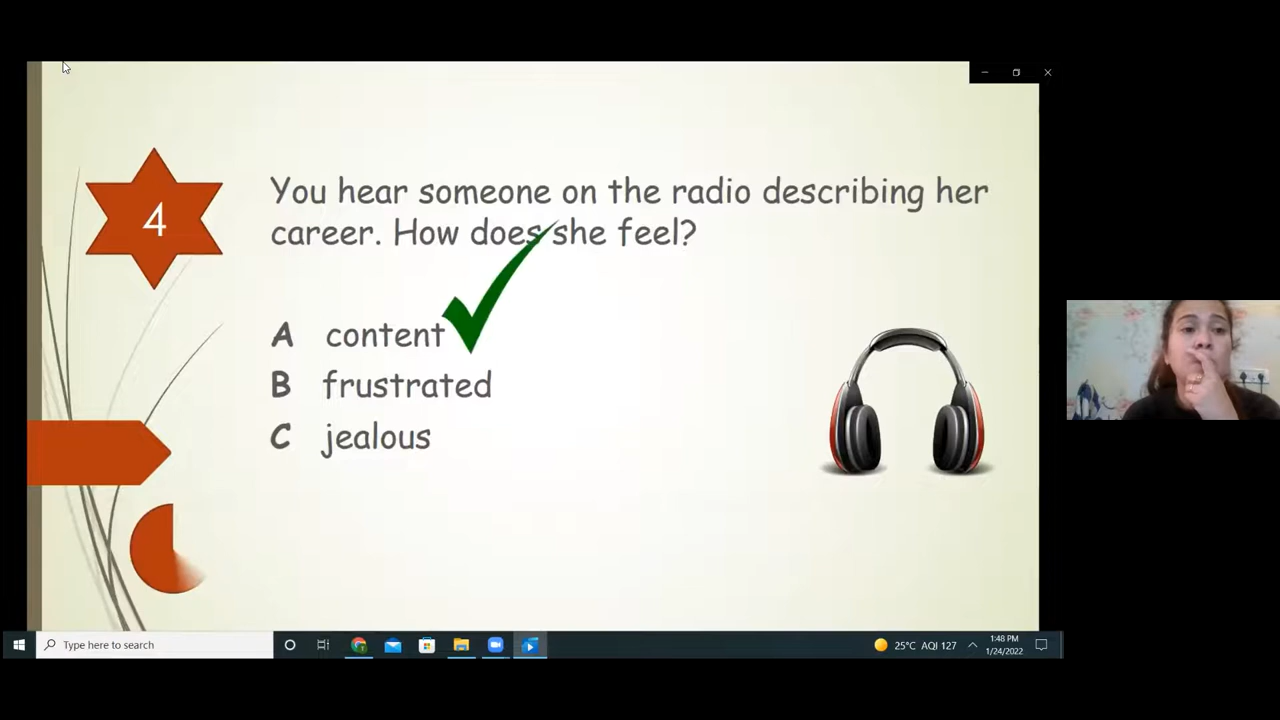 4
You hear someone on the radio describing her
career. How does she feel?
A content
B frustrated
C jealous
Type here to search
25°C AQI 127
1:48 PM
1/24/2022